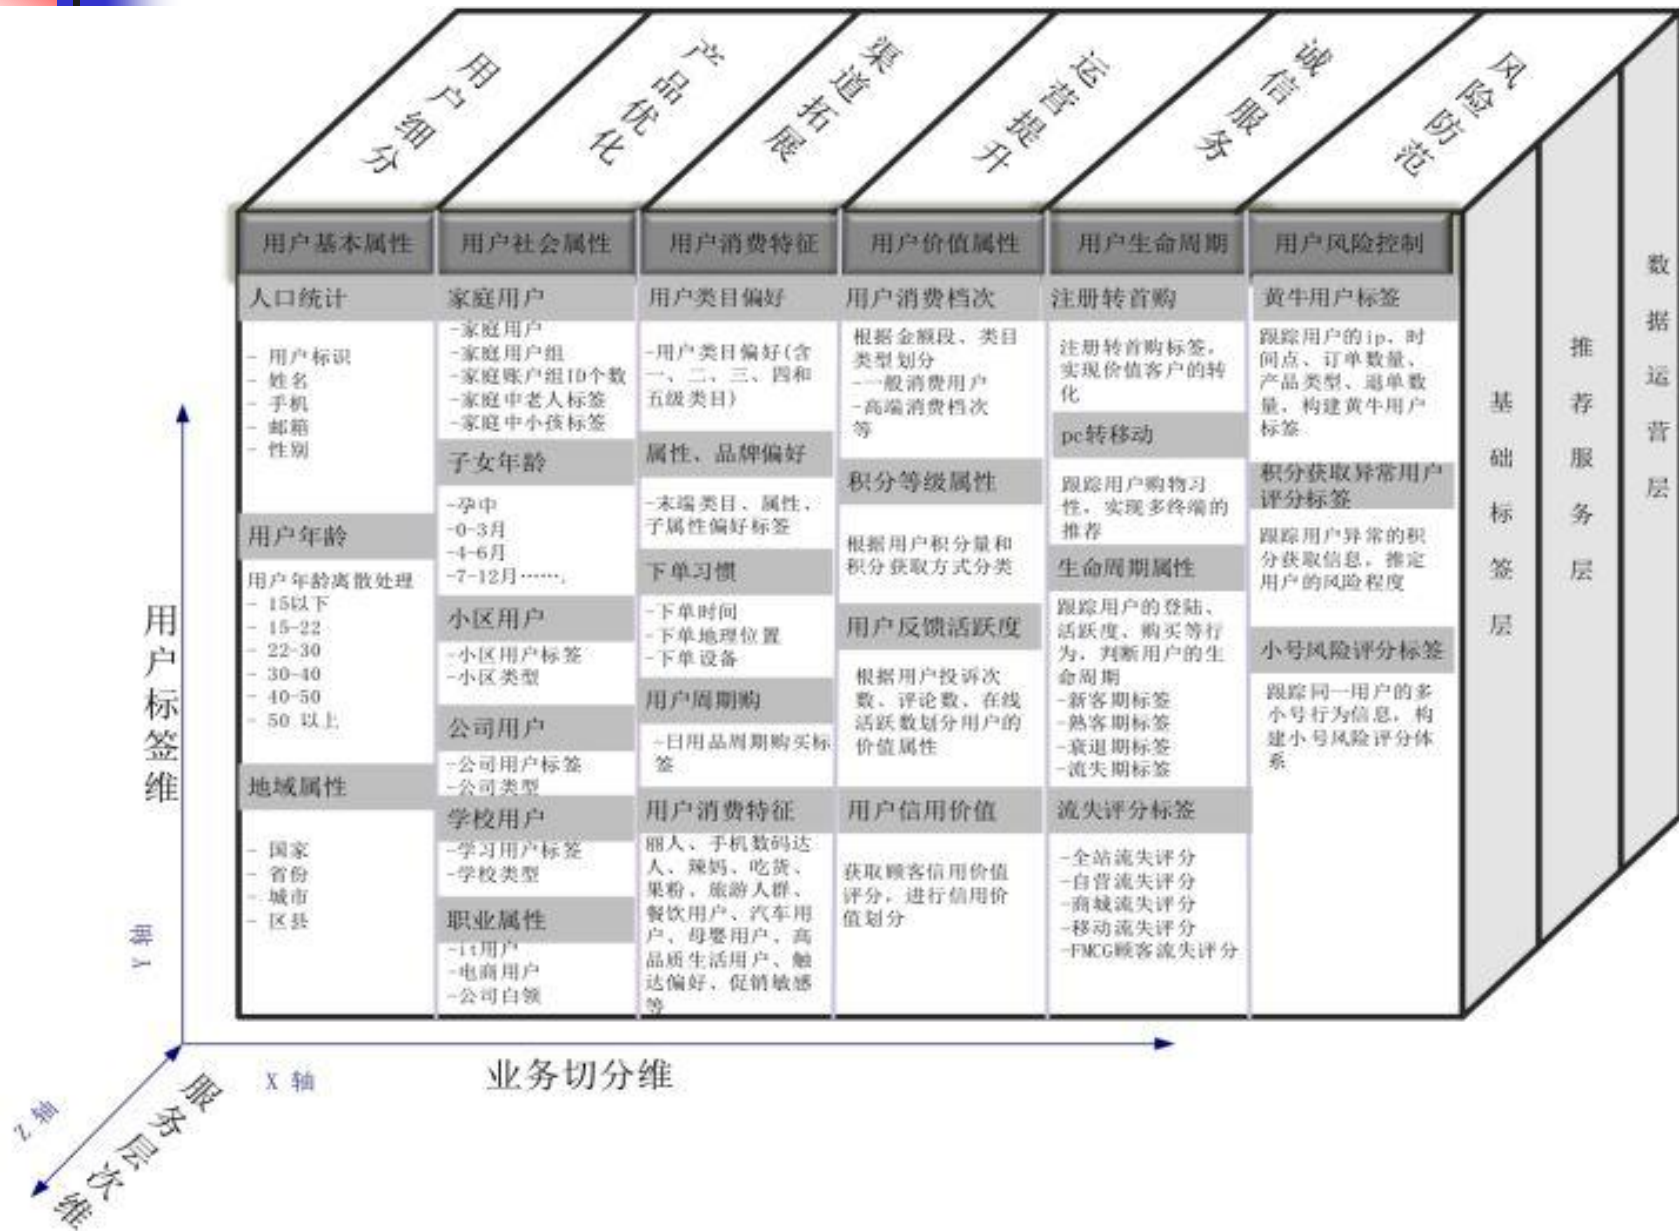 用户细分
产品优化
渠道拓展
运营提升
诚信服务
风险防范
用户基本属性
人口统计
- 用户标识
- 姓名
- 手机
- 邮箱
- 性别
用户年龄
用户年龄离散处理
- 15以下
- 15-22
- 22-30
- 30-40
- 40-50
- 50 以上
地域属性
- 国家
- 省份
- 城市
- 区县
用户社会属性
家庭用户
-家庭用户
-家庭用户组
-家庭账户组ID个数
-家庭中老人标签
-家庭中小孩标签
子女年龄
-孕中
-0-3月
-4-6月
-7-12月…….
小区用户
-小区用户标签
-小区类型
公司用户
-公司用户标签
-公司类型
学校用户
-学习用户标签
-学校类型
职业属性
-it用户
-电商用户
-公司白领
用户消费特征
用户类目偏好
-用户类目偏好(含
一、二、三、四和
五级类目)
属性、品牌偏好
-末端类目、属性、
子属性偏好标签
下单习惯
-下单时间
-下单地理位置
-下单设备
用户周期购
-日用品周期购买标
签
用户消费特征
丽人、手机数码达
人、辣妈、吃货、
果粉、旅游人群、
餐饮用户、汽车用
户、母婴用户、高
品质生活用户、触
达偏好、促销敏感
等
用户价值属性
用户消费档次
根据金额段、类目
类型划分
-一般消费用户
-高端消费档次
等
积分等级属性
根据用户积分量和
积分获取方式分类
用户反馈活跃度
根据用户投诉次
数、评论数、在线
活跃数划分用户的
价值属性
用户信用价值
获取顾客信用价值
评分，进行信用价
值划分
用户生命周期
注册转首购
注册转首购标签，
实现价值客户的转
化
pc转移动
跟踪用户购物习
性，实现多终端的
推荐
生命周期属性
跟踪用户的登陆、
活跃度、购买等行
为，判断用户的生
命周期
-新客期标签
-熟客期标签
-衰退期标签
-流失期标签
流失评分标签
-全站流失评分
-自营流失评分
-商城流失评分
-移动流失评分
-FMCG顾客流失评分
用户风险控制
黄牛用户标签
跟踪用户的ip，时
间点、订单数量、
产品类型、退单数
量，构建黄牛用户
标签
积分获取异常用户
评分标签
跟踪用户异常的积
分获取信息，推定
用户的风险程度
小号风险评分标签
跟踪同一用户的多
小号行为信息，构
建小号风险评分体
系
基础标签层
推荐服务层
数据运营层
用户标签维
Y 轴
X 轴
业务切分维
Z 轴
服务层次维